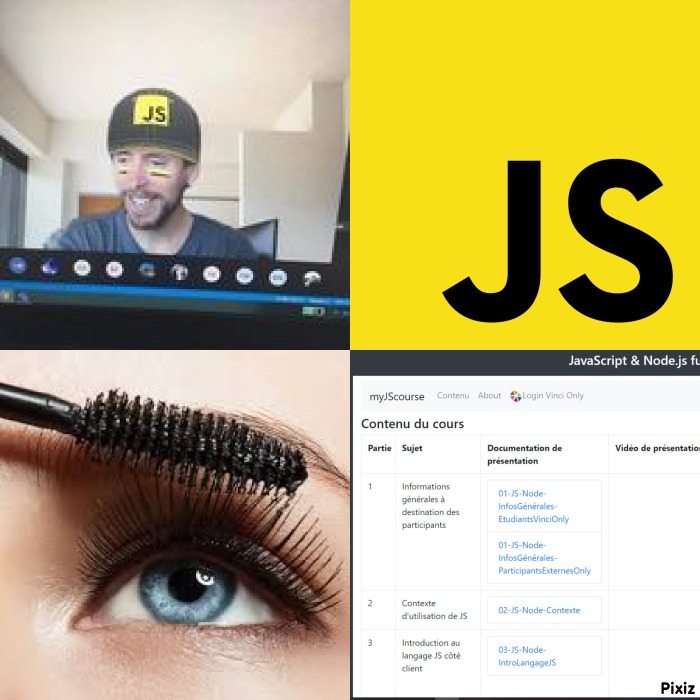 JS
JS
JavaScript & Node.js fu
myJScourse
Contenu
About
Login Vinci Only
Contenu du cours
Partie
Sujet
Documentation de
présentation
Vidéo de présentation
1
Informations
générales à
destination des
participants
01-JS-Node-
InfosGénérales-
EtudiantsVinciOnly
01-JS-Node-
InfosGénérales-
ParticipantsExternesOnly
2
Contexte
d'utilisation de JS
02-JS-Node-Contexte
3
Introduction au
langage JS côté
client
03-JS-Node-
IntroLangageJS
Pixiz